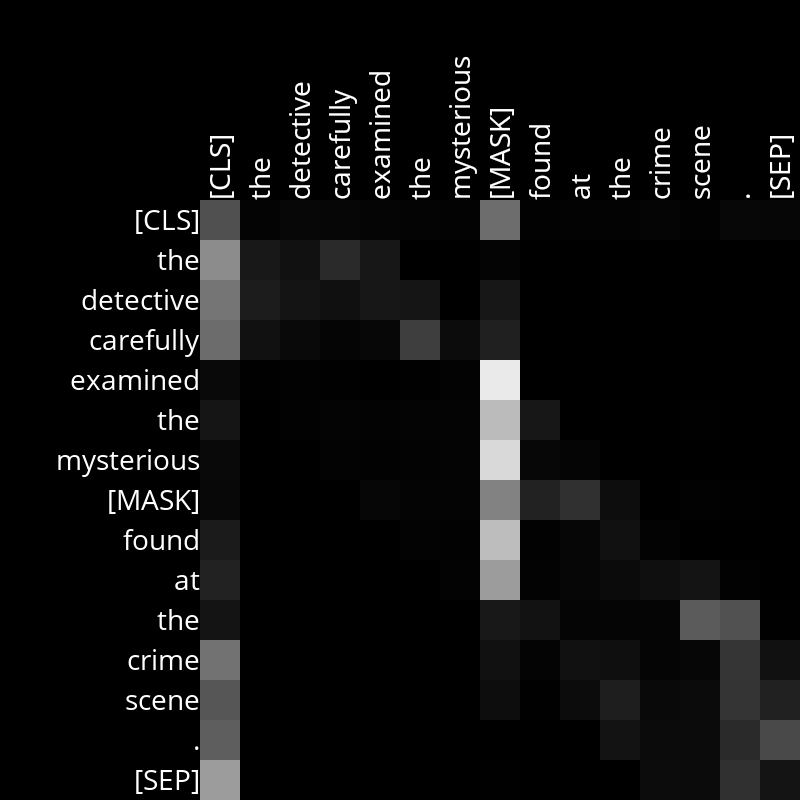 [CLS] the detective carefully examined the mysterious [MASK] found at the crime scene . [SEP]
[CLS]
the
detective
carefully
examined
the
mysterious
[MASK]
found
at
the
crime
scene
.
[SEP]